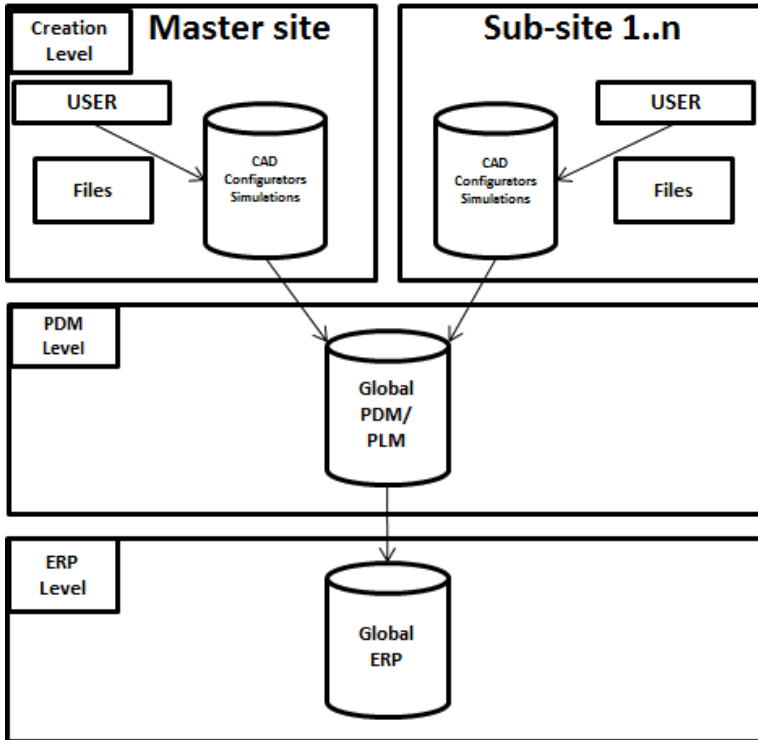 Creation
Level
Master site
USER
CAD
Configurators
Simulations
Files
Sub-site 1..n
USER
CAD
Configurators
Simulations
Files
PDM
Level
Global
PDM/
PLM
ERP
Level
Global
ERP